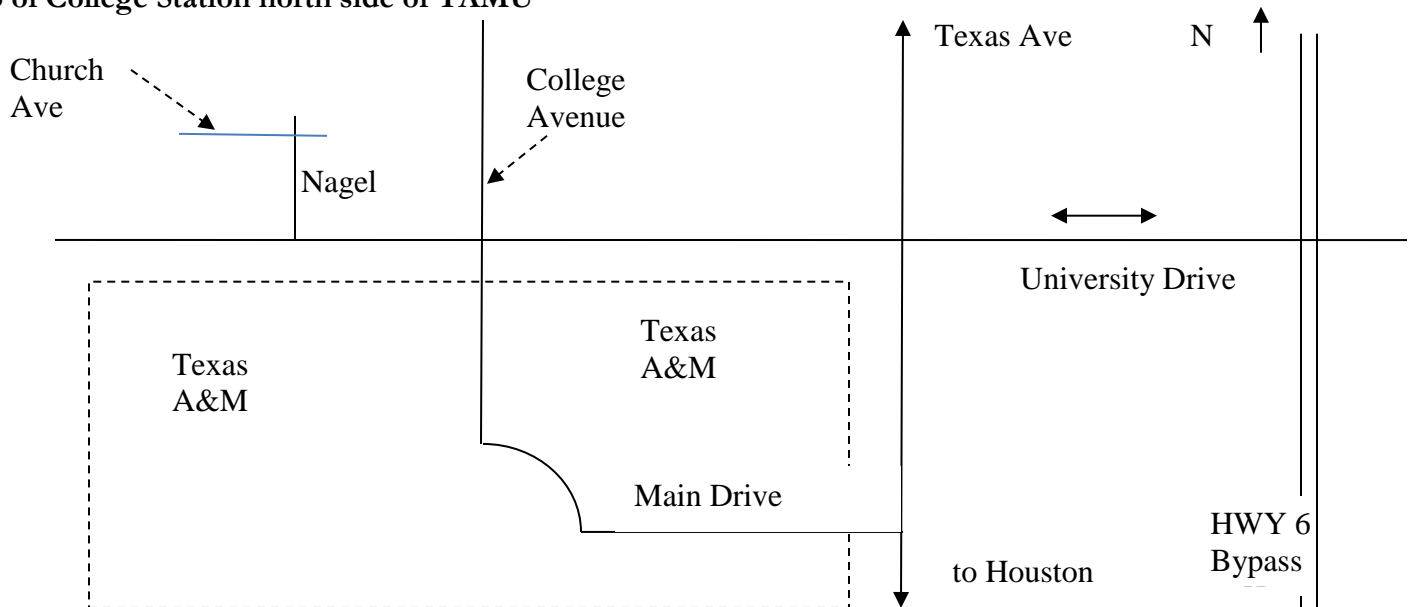 of College Station north side of TAMU
Texas Ave
N
Church
Ave
College
Avenue
Nagel
University Drive
Texas
A&M
Texas
A&M
Main Drive
HWY 6
Bypass
to Houston